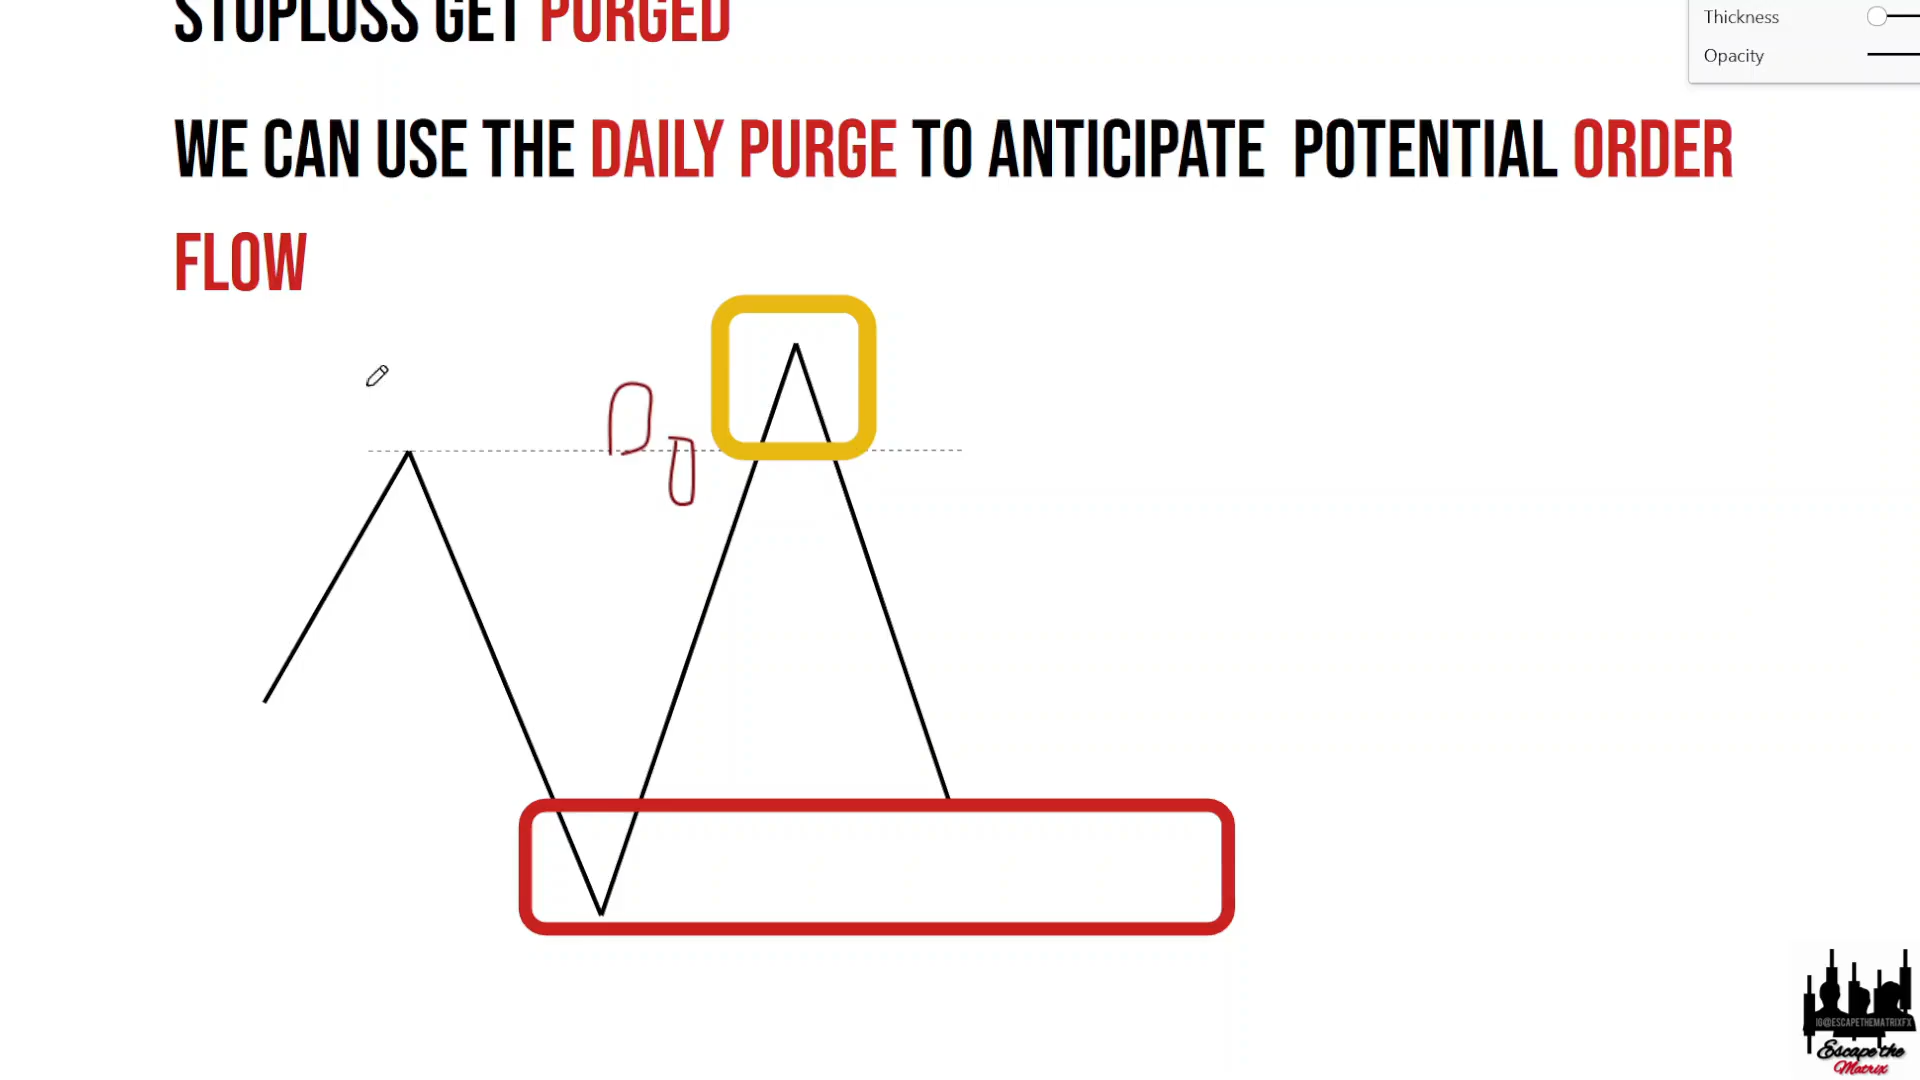 STOPLOSS GET PURGED
Thickness
Opacity
WE CAN USE THE DAILY PURGE TO ANTICIPATE POTENTIAL ORDER
FLOW
IG@ESCAPETHEMATRIXFX
Escape the
Matrix